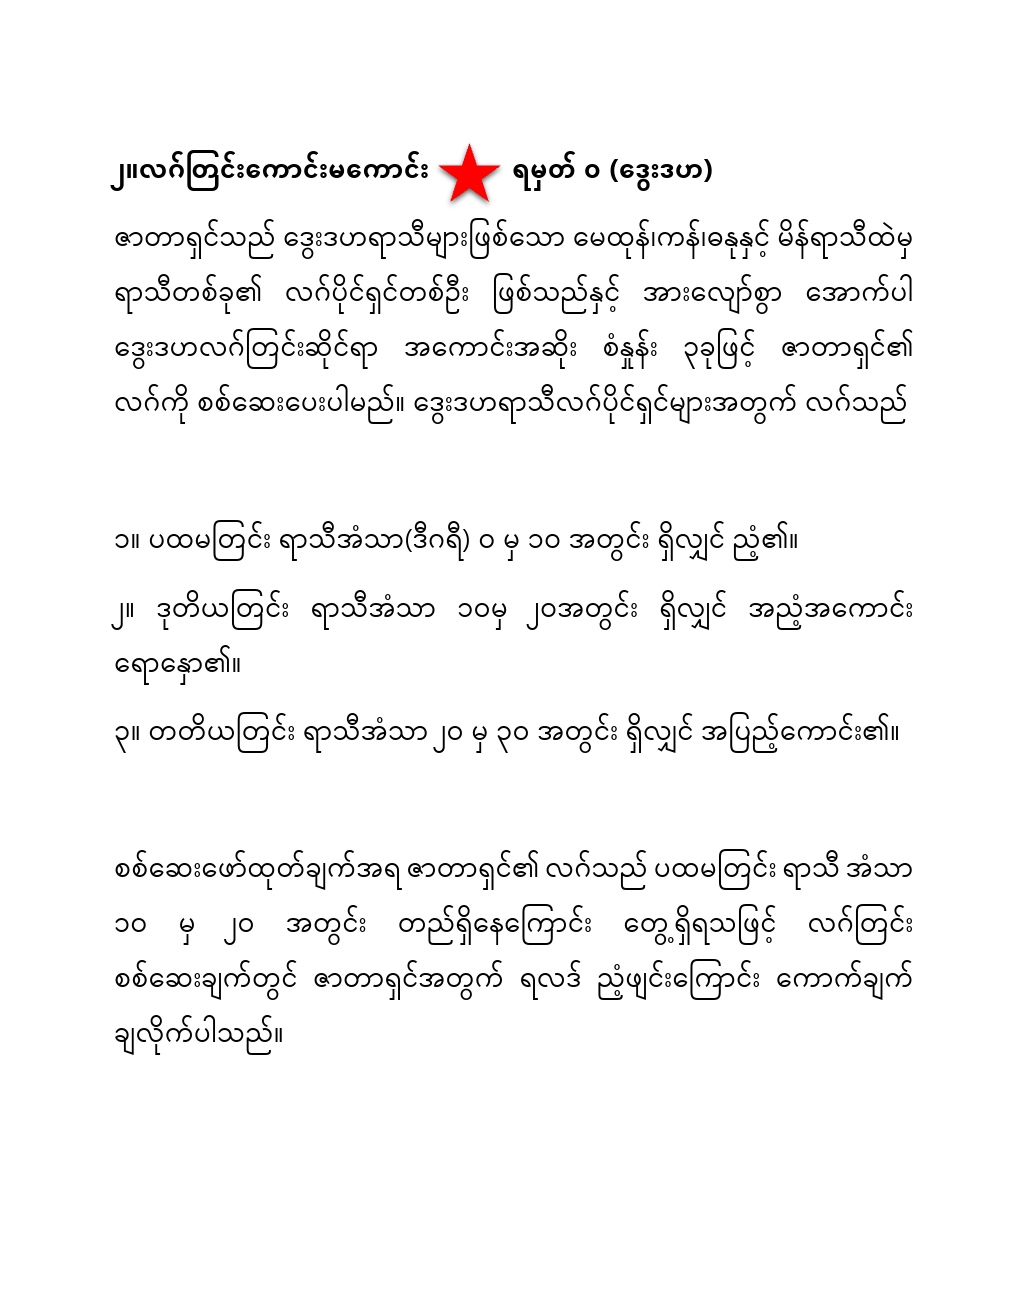 ၂။လဂ်တြင်းကောင်းမကောင်း ရမှတ် ၀ (ဒွေးဒဟ)
ဇာတာရှင်သည် ဒွေးဒဟရာသီများဖြစ်သော မေထုန်၊ကန်၊ဓနုနှင့် မိန်ရာသီထဲမှ
ရာသီတစ်ခု၏ လဂ်ပိုင်ရှင်တစ်ဦး ဖြစ်သည်နှင့် အားလျော်စွာ အောက်ပါ
ဒွေးဒဟလဂ်တြင်းဆိုင်ရာ အကောင်းအဆိုး စံနှုန်း ၃ခုဖြင့် ဇာတာရှင်၏
လဂ်ကို စစ်ဆေးပေးပါမည်။ ဒွေးဒဟရာသီလဂ်ပိုင်ရှင်များအတွက် လဂ်သည်
၁။ ပထမတြင်း ရာသီအံသာ(ဒီဂရီ) ၀ မှ ၁၀ အတွင်း ရှိလျှင် ညံ့၏။
၂။ ဒုတိယတြင်း ရာသီအံသာ ၁၀မှ ၂၀အတွင်း ရှိလျှင် အညံ့အကောင်း
ရောနှော၏။
၃။ တတိယတြင်း ရာသီအံသာ၂၀ မှ ၃၀ အတွင်း ရှိလျှင် အပြည့်ကောင်း၏။
စစ်ဆေးဖော်ထုတ်ချက်အရ ဇာတာရှင်၏ လဂ်သည် ပထမတြင်း ရာသီ အံသာ
၁၀ မှ ၂၀ အတွင်း တည်ရှိနေကြောင်း တွေ့ရှိရသဖြင့် လဂ်တြင်း
စစ်ဆေးချက်တွင် ဇာတာရှင်အတွက် ရလဒ် ညံ့ဖျင်းကြောင်း ကောက်ချက်
ချလိုက်ပါသည်။